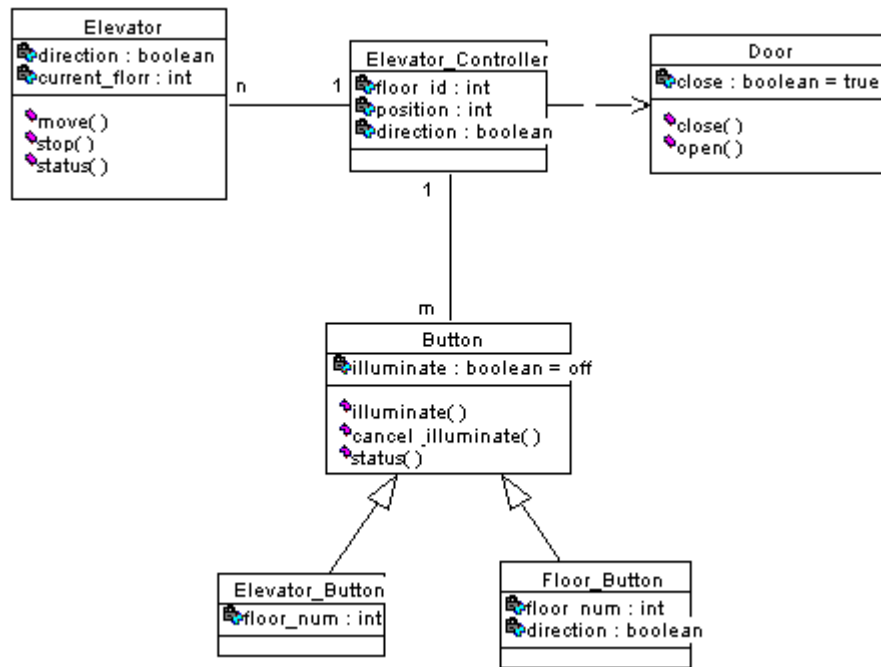 Elevator
direction : boolean
current_florr : int
move()
stop()
status()
n
1
Elevator_Controller
floor_id : int
position : int
direction : boolean
Door
close : boolean = true
close()
open()
1
m
Button
illuminate : boolean = off
illuminate()
cancel_illuminate()
status()
Elevator_Button
floor_num : int
Floor_Button
floor_num : int
direction : boolean